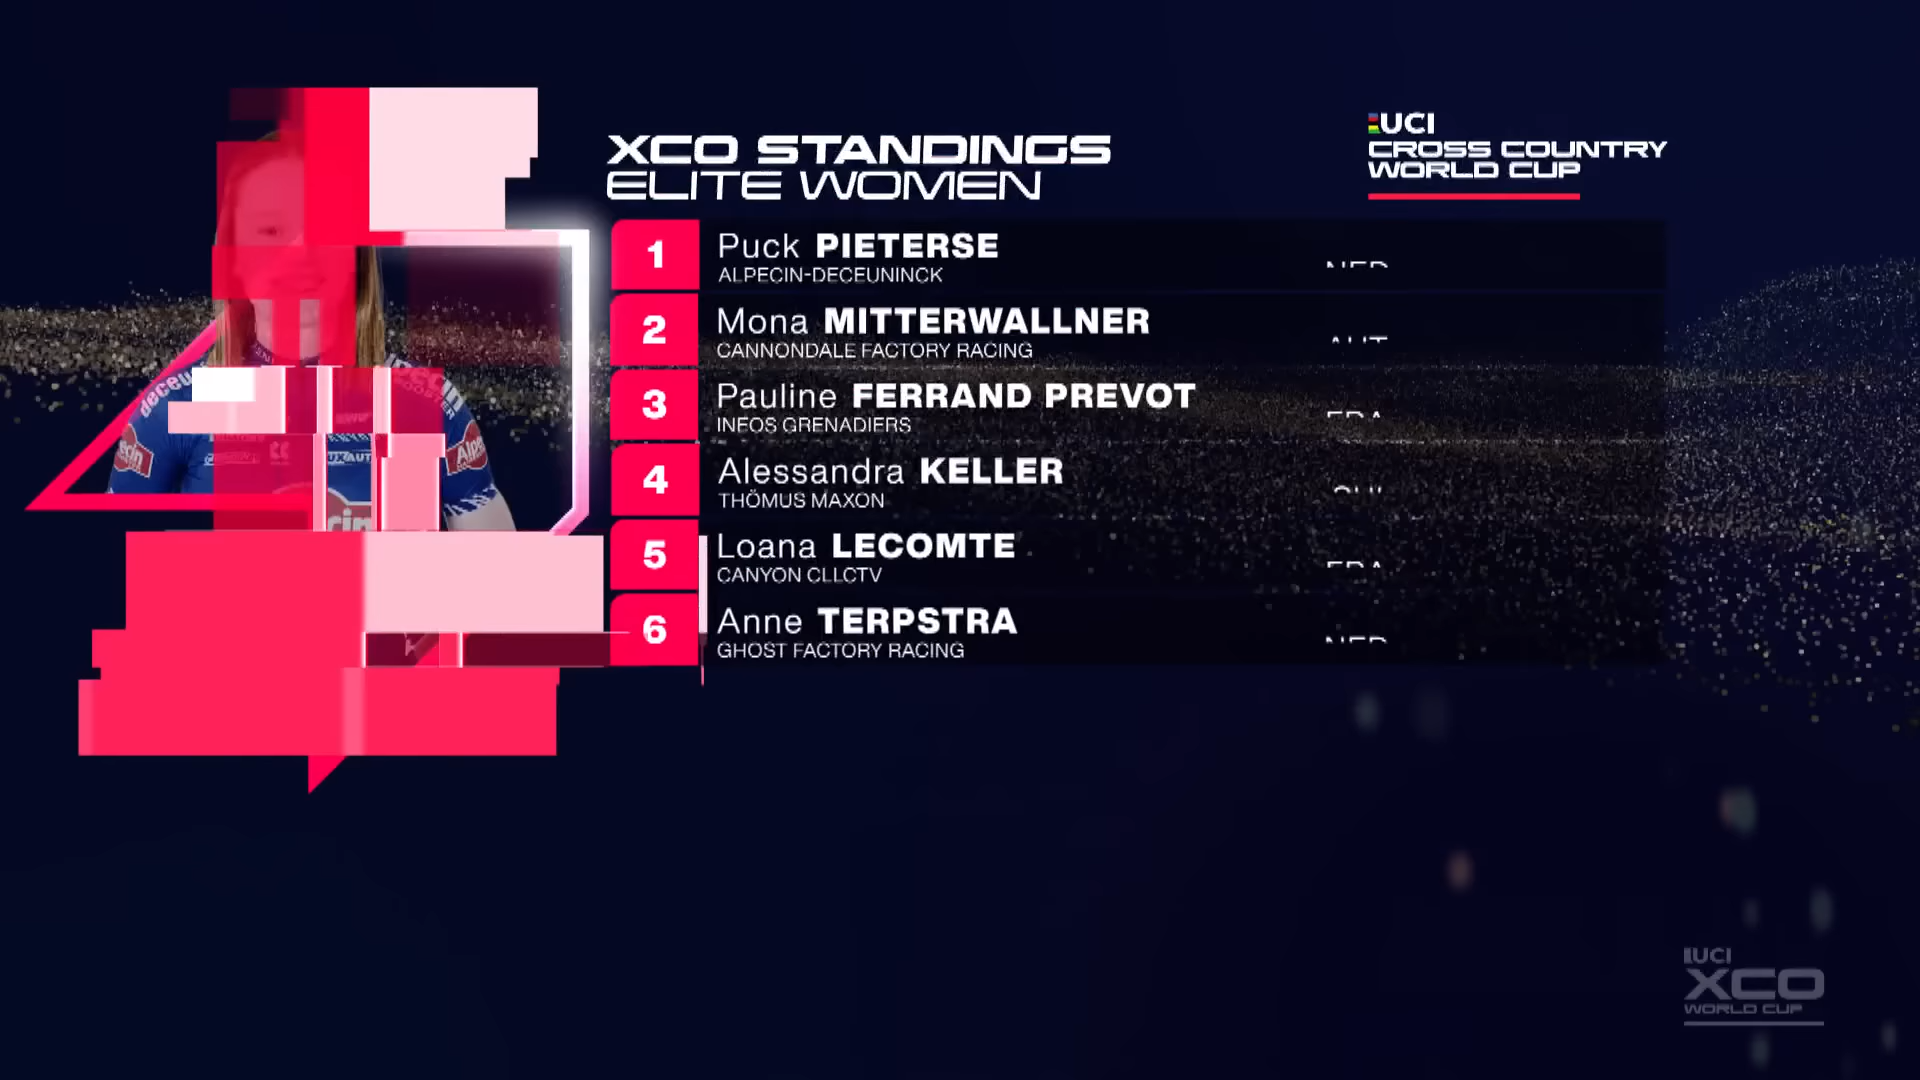 XCO STANDINGS
ELITE WOMEN
UCI
CROSS COUNTRY
WORLD CUP
1 Puck PIETERSE
ALPECIN-DECEUNINCK
2 Mona MITTERWALLNER
CANNONDALE FACTORY RACING
3 Pauline FERRAND PREVOT
INEOS GRENADIERS
4 Alessandra KELLER
THÖMUS MAXON
5 Loana LECOMTE
CANYON CLLCTV
6 Anne TERPSTRA
GHOST FACTORY RACING
UCI
XCO
WORLD CUP